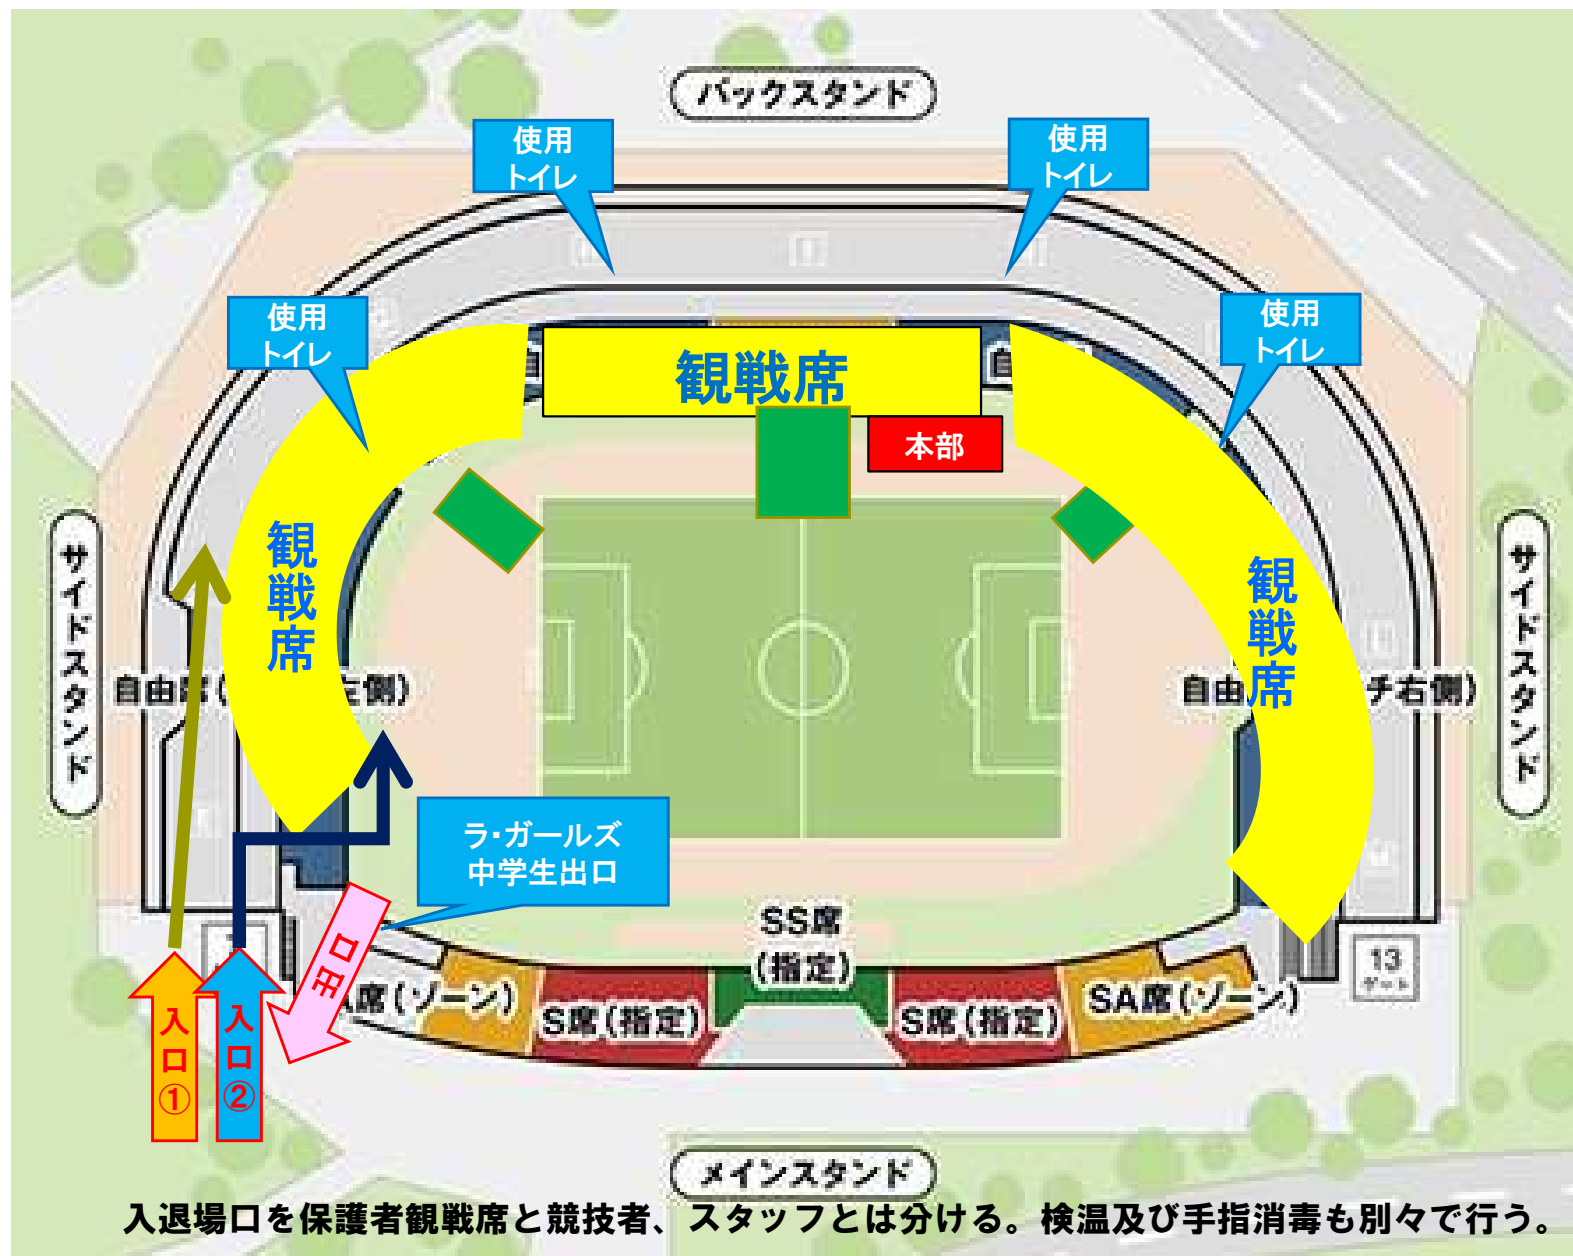 バックスタンド
使用
トイレ
使用
トイレ
使用
トイレ
使用
トイレ
自
観戦席
自
本部
観戦席
観戦席
サイドスタンド
サイドスタンド
自由席(
左側)
自由
チ右側)
ラ・ガールズ
中学生出口
出口
SS席
(指定)
席(ゾーン)
S席(指定)
S席(指定)
SA席(ゾーン)
13
ゲート
入口①
入口②
メインスタンド
入退場口を保護者観戦席と競技者、スタッフとは分ける。検温及び手指消毒も別々で行う。